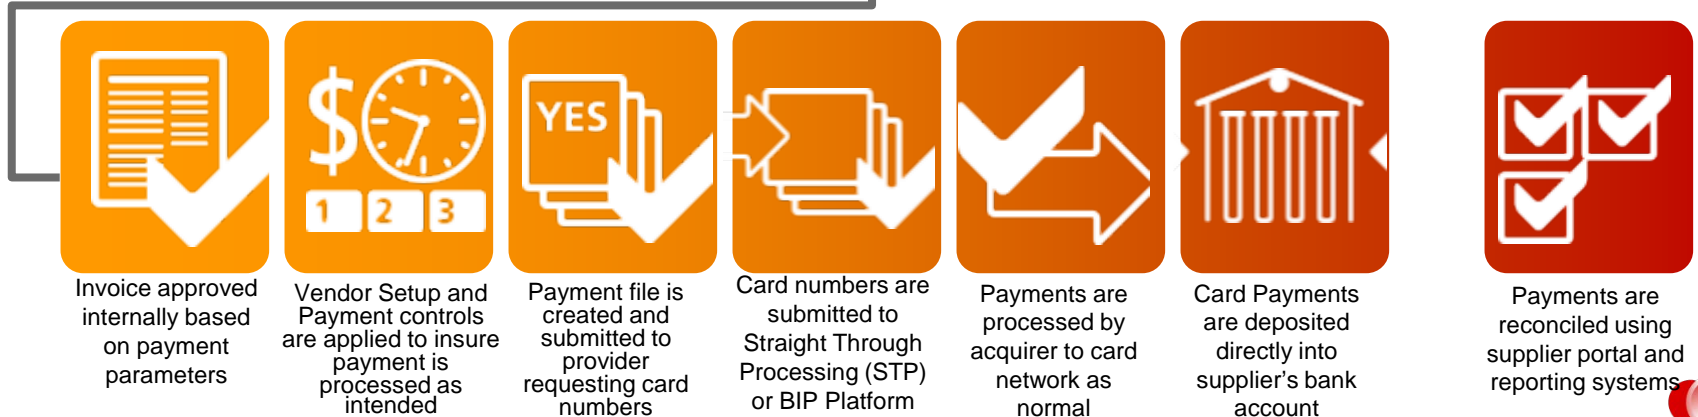 $
1 2 3
YES
Invoice approved
internally based
on payment
parameters
Vendor Setup and
Payment controls
are applied to insure
payment is
processed as
intended
Payment file is
created and
submitted to
provider
requesting card
numbers
Card numbers are
submitted to
Straight Through
Processing (STP)
or BIP Platform
Payments are
processed by
acquirer to card
network as
normal
Card Payments
are deposited
directly into
supplier's bank
account
Payments are
reconciled using
supplier portal and
reporting systems